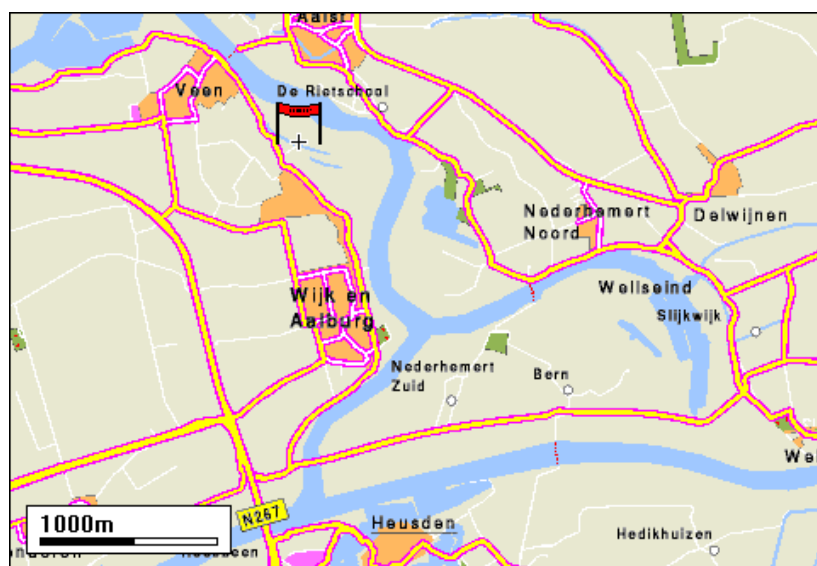 Aalst
Veen
De Rietschool
Nederhemert
Noord
Delwijnen
Wellseind
Slijkwijk
Wijk en
Aalburg
Nederhemert
Zuid
Bern
N267
1000m
Heusden
Hedikhuizen